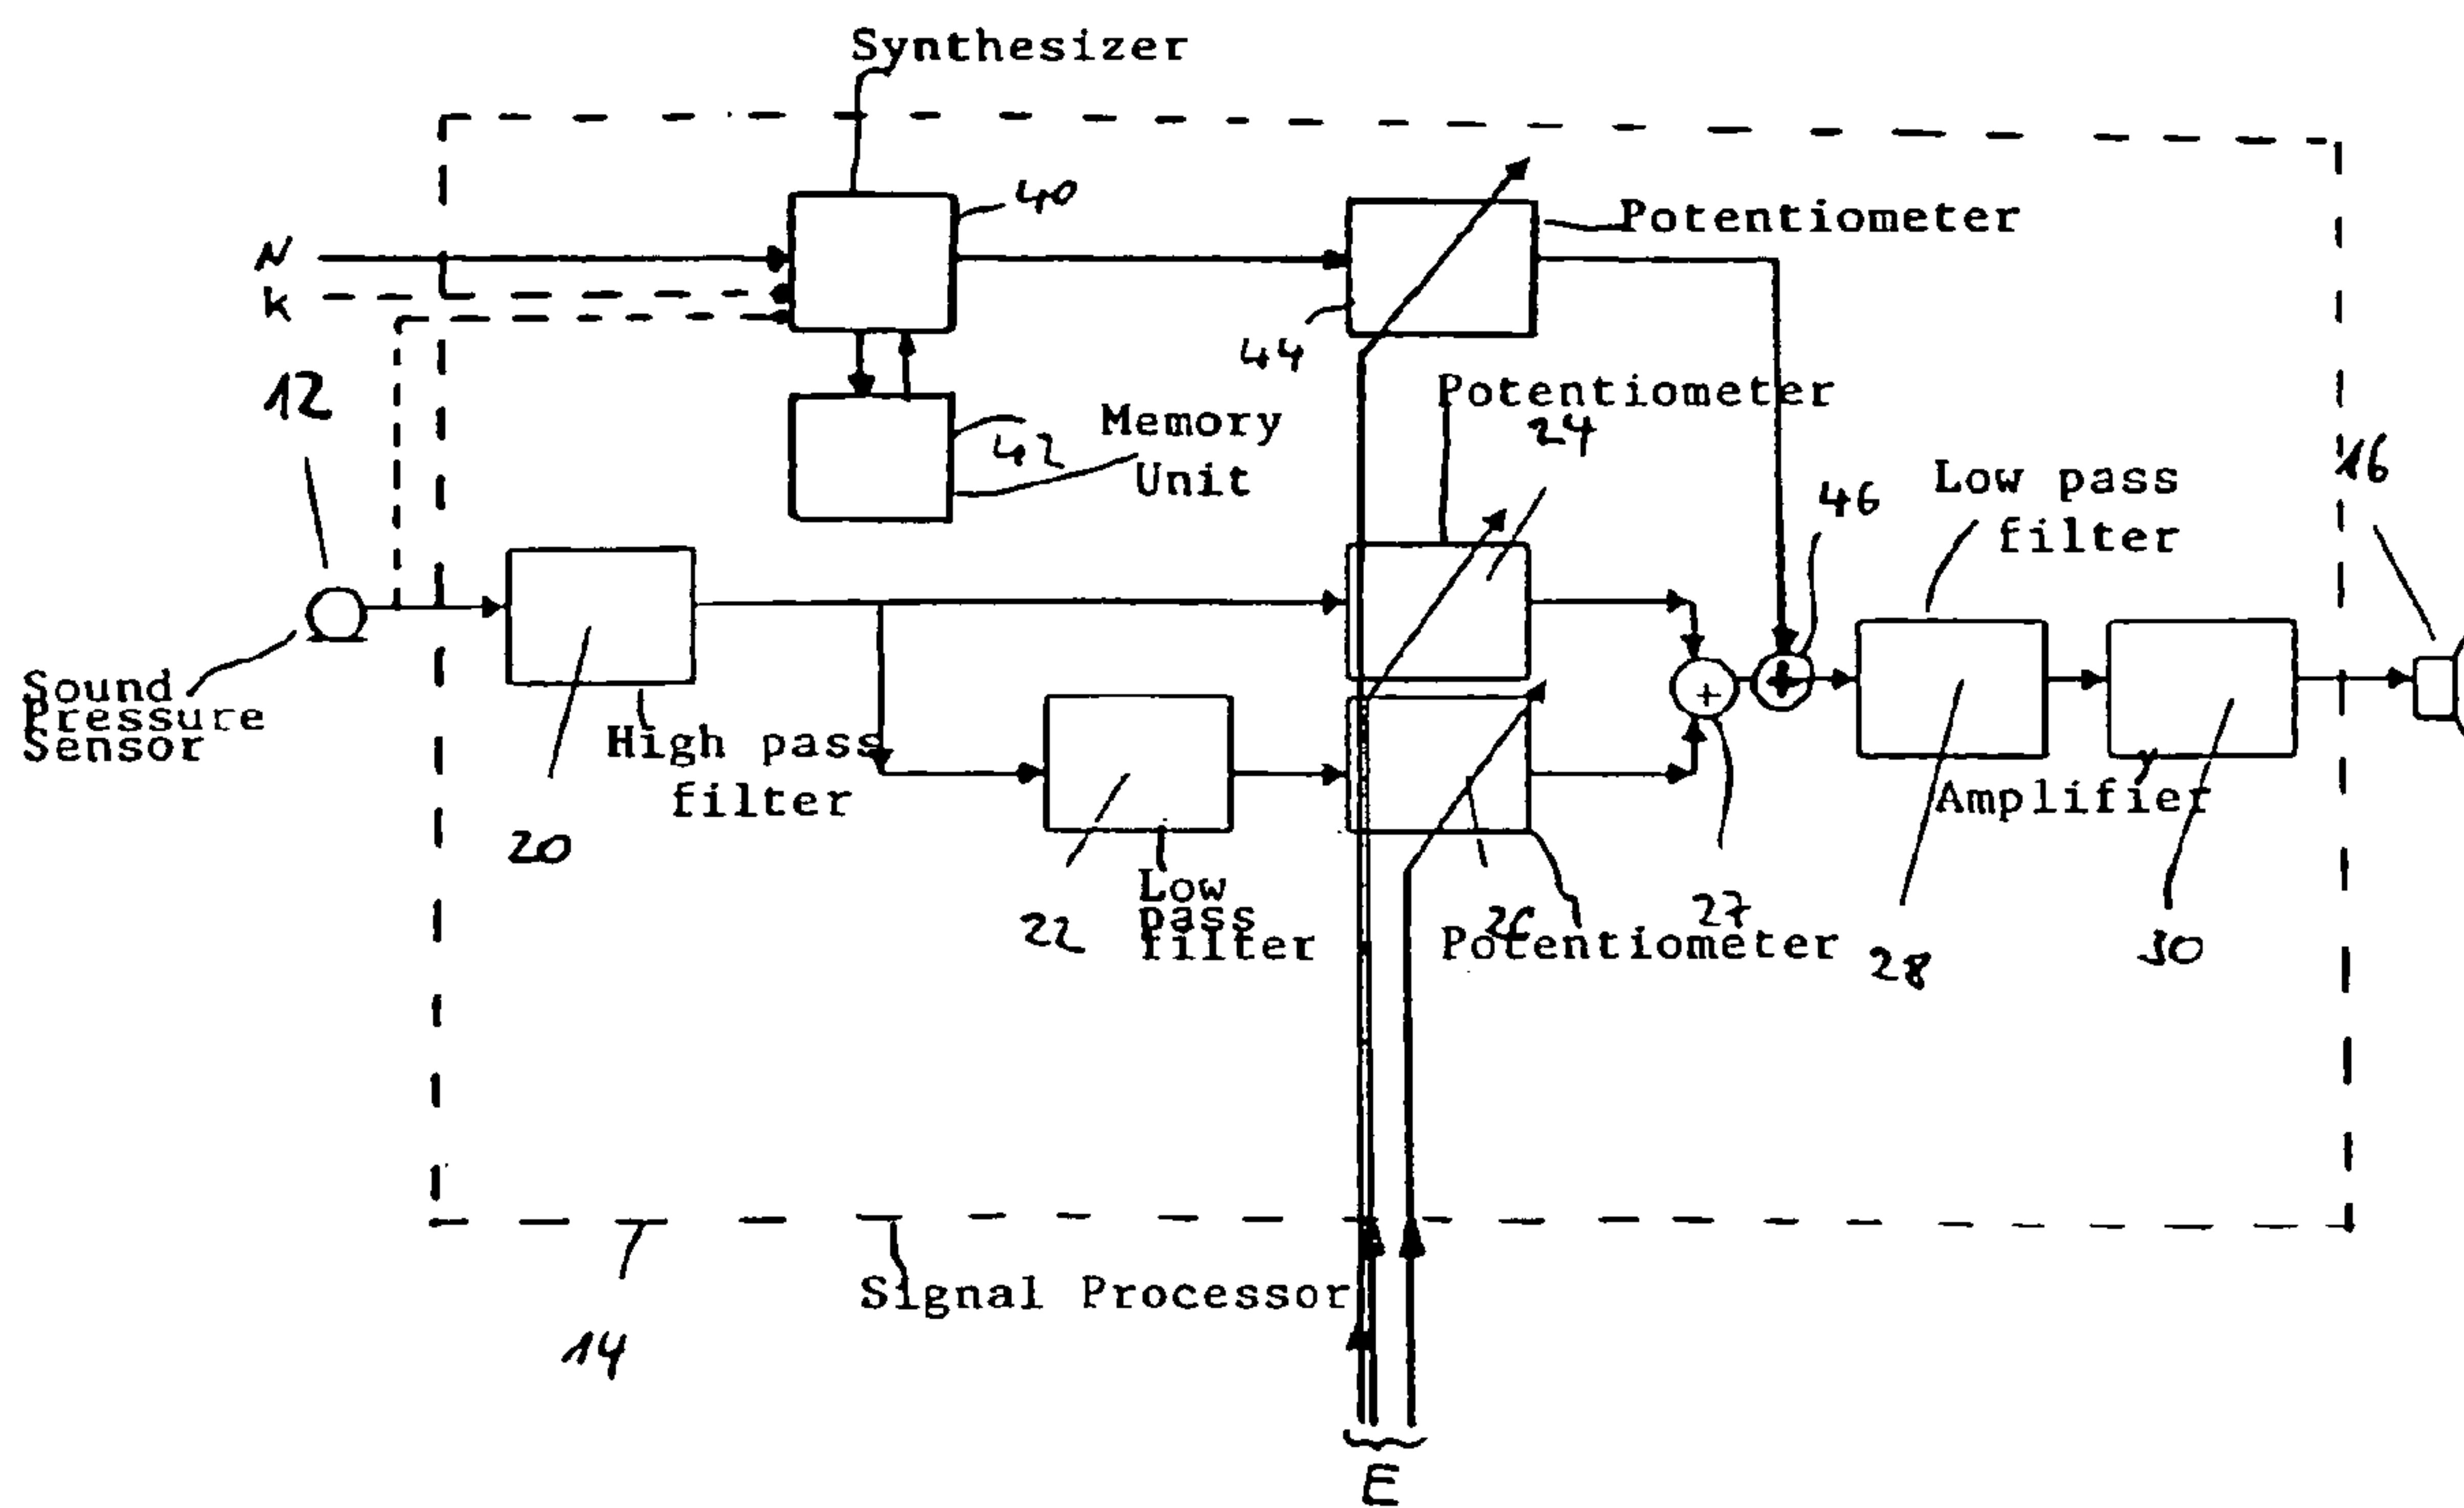 Synthesizer
40
N
Potentiometer
K
44
12
Potentiometer
24
Memory
42
Unit
16
Low pass
46
filter
Sound
Pressure
Sensor
High pass
filter
Amplifier
20
Low
pass
filter
22
26
27
Potentiometer
28
30
Signal Processor
14
E